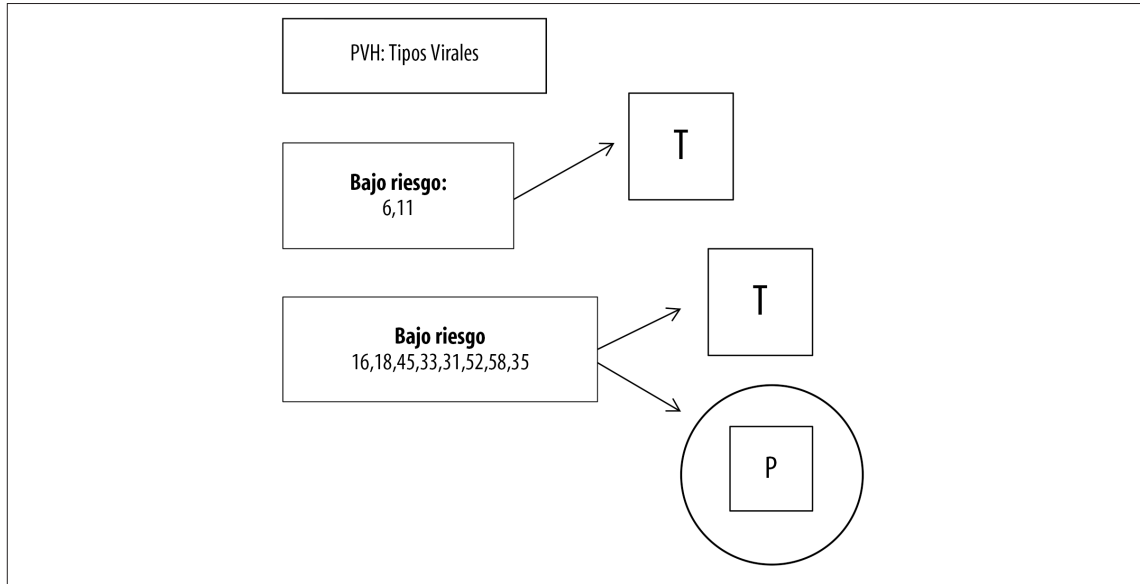 PVH: Tipos Virales
T
Bajo riesgo:
6,11
T
Bajo riesgo
16,18,45,33,31,52,58,35
P